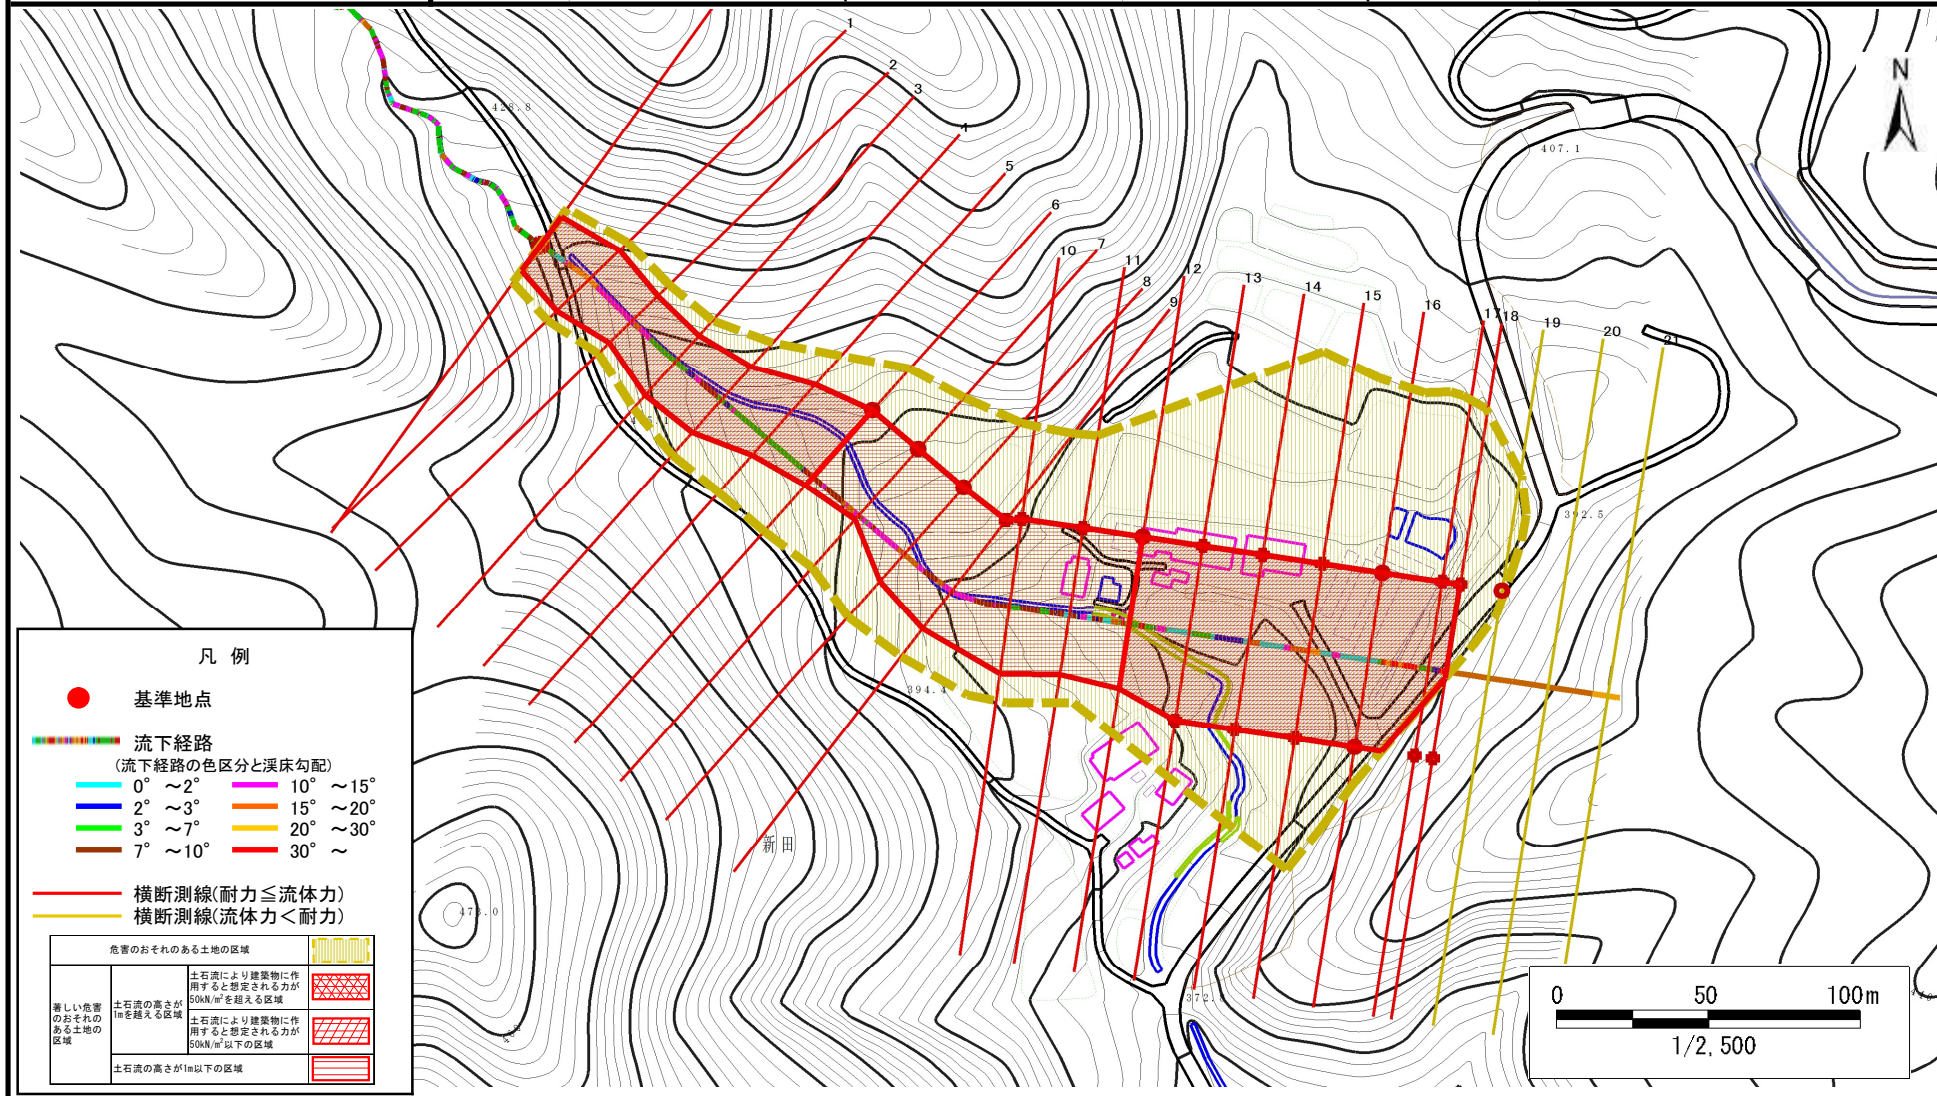 1
2
3
4
5
6
10
7
11
8
12
9
13
14
15
16
17
18
19
20
21
N
428.8
407.1
392.5
394.4
473.0
新田
凡 例
基準地点
流下経路
(流下経路の色区分と渓床勾配)
0° ～2° 10° ～15°
2° ～3° 15° ～20°
3° ～7° 20° ～30°
7° ～10° 30° ～
横断測線(耐力≦流体力)
横断測線(流体力＜耐力)
危害のおそれのある土地の区域
著しい危害
のおそれの
ある土地の
区域
土石流の高さが
1mを越える区域
土石流により建築物に作
用すると想定される力が
50kN/m²を超える区域
土石流により建築物に作
用すると想定される力が
50kN/m²以下の区域
土石流の高さが1m以下の区域
0 50 100m
1/2,500